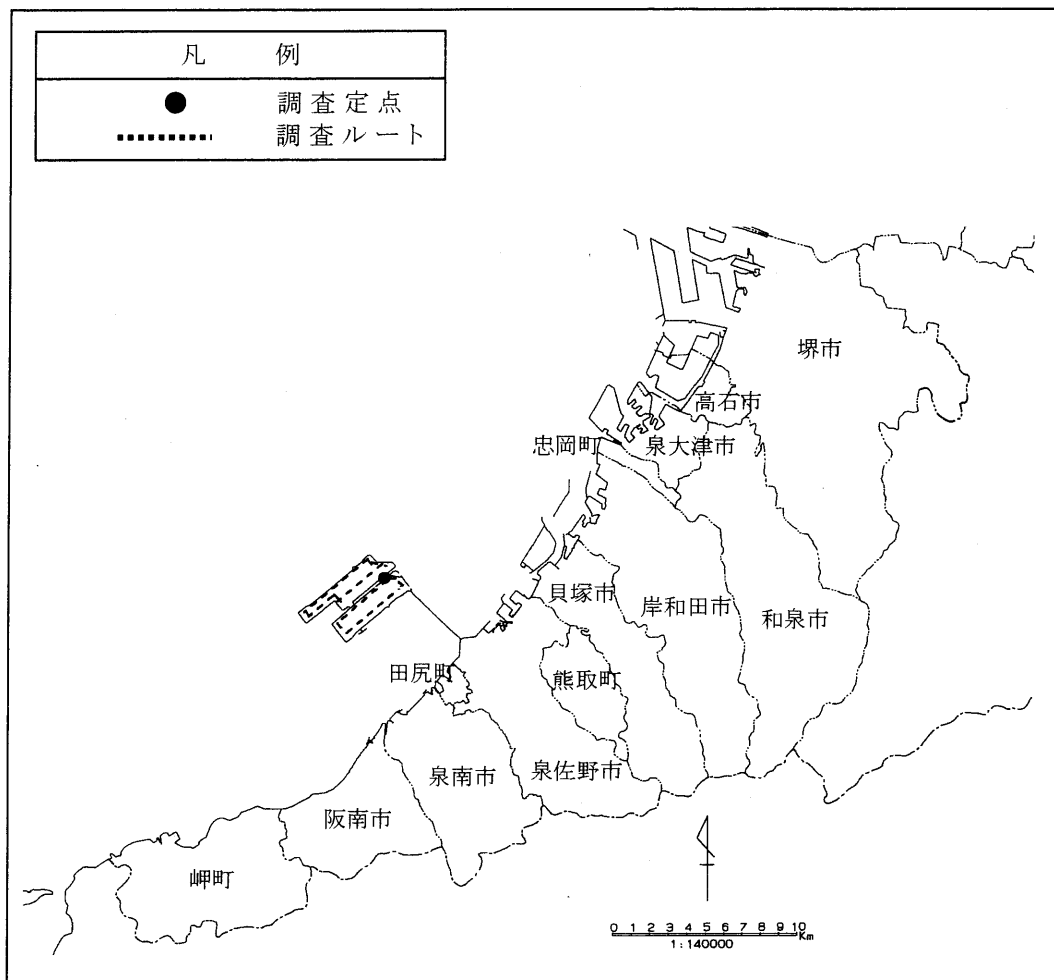 凡 例
調査定点
調査ルート
堺市
高石市
忠岡町
泉大津市
貝塚市
岸和田市
和泉市
田尻町
熊取町
泉南市
泉佐野市
阪南市
岬町
0 1 2 3 4 5 6 7 8 9 10
Km
1:140000